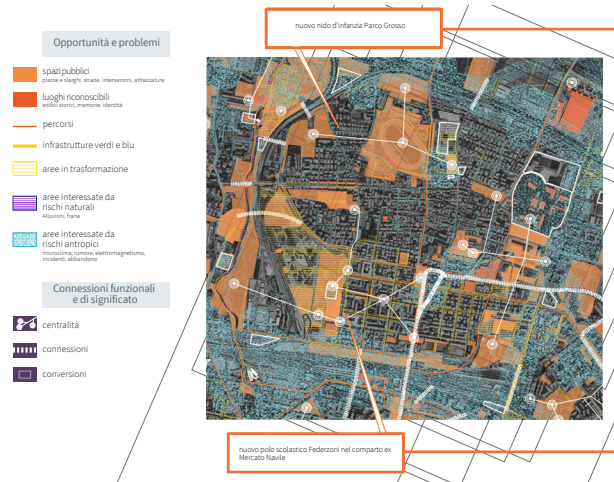 nuovo nido d'infanzia Parco Grosso
Opportunità e problemi
spazi pubblici
piazze e slarghi, strade, intersezioni, attrezzature
luoghi riconoscibili
edifici storici, memorie, identità
percorsi
infrastrutture verdi e blu
aree in trasformazione
aree interessate da
rischi naturali
Alluvioni, frane
aree interessate da
rischi antropici
microclima, rumore, elettromagnetismo,
incidenti, abbandono
Connessioni funzionali
e di significato
centralità
connessioni
conversioni
nuovo polo scolastico Federzoni nel comparto ex
Mercato Navile